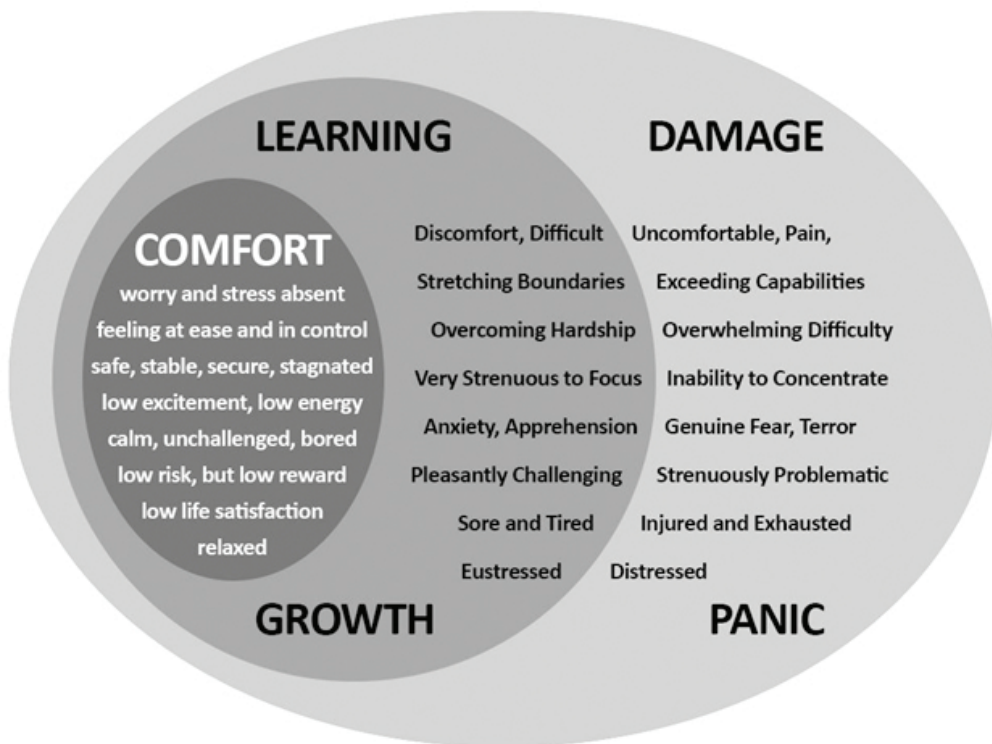 LEARNING
DAMAGE
COMFORT
worry and stress absent
feeling at ease and in control
safe, stable, secure, stagnated
low excitement, low energy
calm, unchallenged, bored
low risk, but low reward
low life satisfaction
relaxed
Discomfort, Difficult
Stretching Boundaries
Overcoming Hardship
Very Strenuous to Focus
Anxiety, Apprehension
Pleasantly Challenging
Sore and Tired
Eustressed
Uncomfortable, Pain,
Exceeding Capabilities
Overwhelming Difficulty
Inability to Concentrate
Genuine Fear, Terror
Strenuously Problematic
Injured and Exhausted
Distressed
GROWTH
PANIC